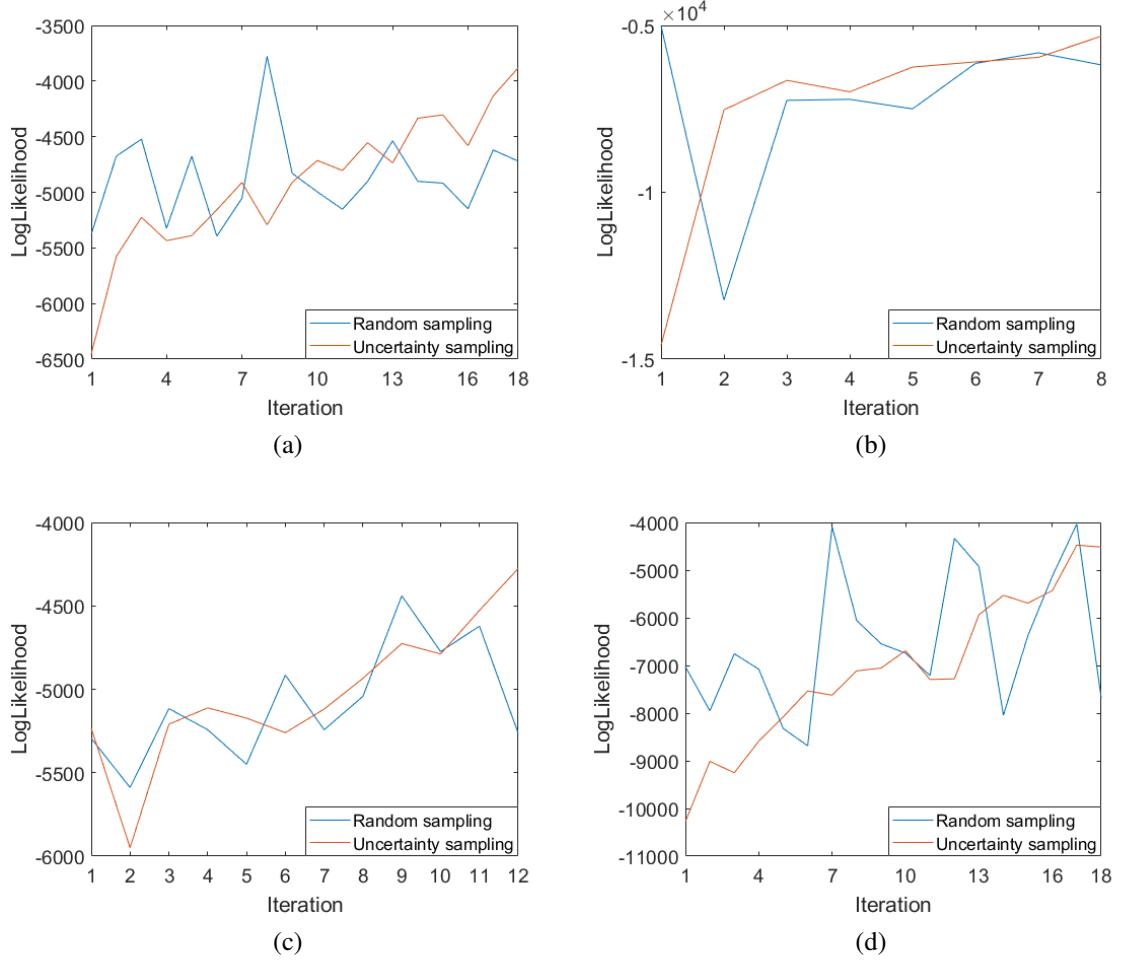 -3500
-4000
-4500
-5000
-5500
-6000
-6500
LogLikelihood
1 4 7 10 13 16 18
Iteration
Random sampling
Uncertainty sampling
(a)
×10⁴
-0.5
-1
-1.5
LogLikelihood
1 2 3 4 5 6 7 8
Iteration
Random sampling
Uncertainty sampling
(b)
-4000
-4500
-5000
-5500
-6000
LogLikelihood
1 2 3 4 5 6 7 8 9 10 11 12
Iteration
Random sampling
Uncertainty sampling
(c)
-4000
-5000
-6000
-7000
-8000
-9000
-10000
-11000
LogLikelihood
1 4 7 10 13 16 18
Iteration
Random sampling
Uncertainty sampling
(d)